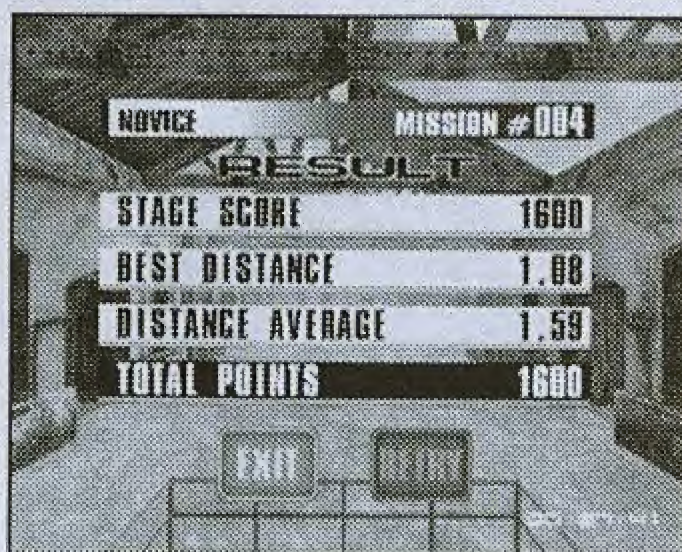 NOVICE MISSION #004
RESULT
STAGE SCORE 1600
BEST DISTANCE 1.08
DISTANCE AVERAGE 1.59
TOTAL POINTS 1600
EXIT RETRY